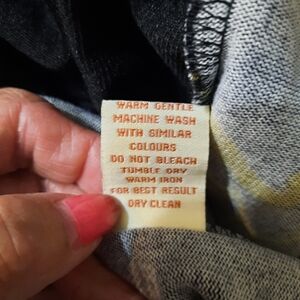 WARM GENTLE
MACHINE WASH
WITH SIMILAR
COLOURS
DO NOT BLEACH
TUMBLE DRY
WARM IRON
FOR BEST RESULT
DRY CLEAN